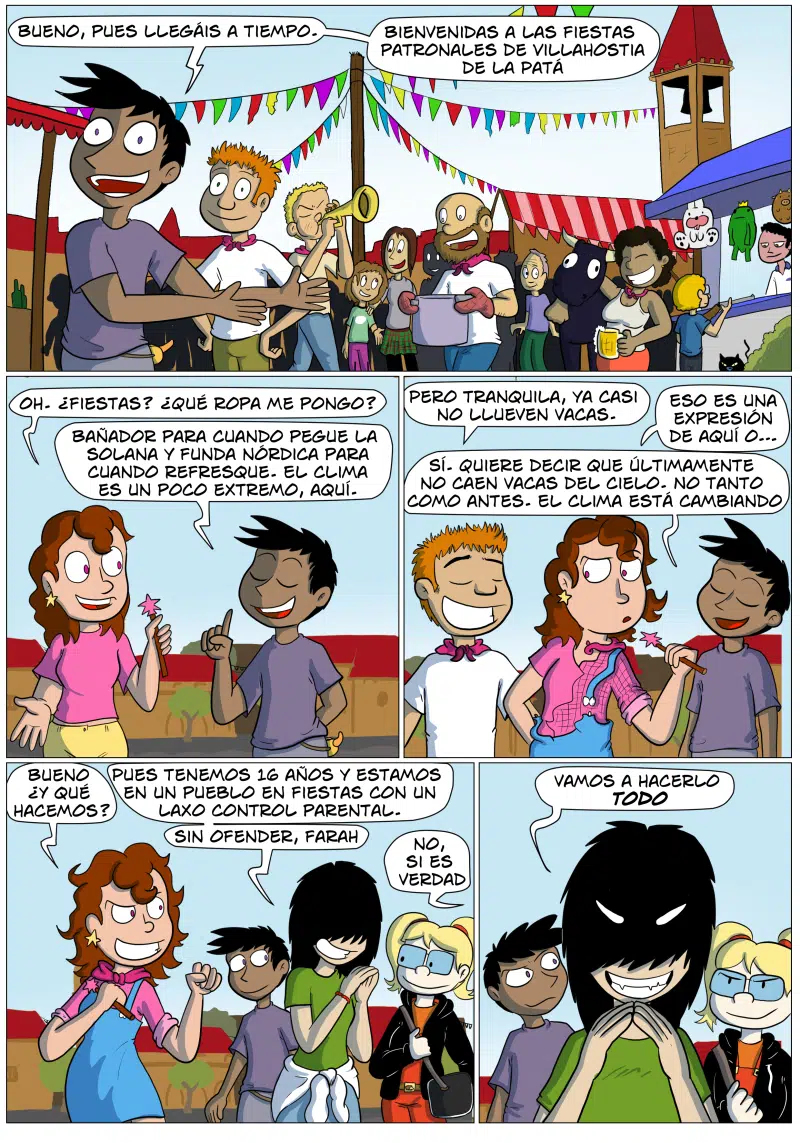 BUENO, PUES LLEGÁIS A TIEMPO.
BIENVENIDAS A LAS FIESTAS
PATRONALES DE VILLAHOSTIA
DE LA PATÁ
OH. ¿FIESTAS? ¿QUÉ ROPA ME PONGO?
BAÑADOR PARA CUANDO PEGUE LA
SOLANA Y FUNDA NÓRDICA PARA
CUANDO REFRESQUE. EL CLIMA
ES UN POCO EXTREMO, AQUÍ.
PERO TRANQUILA, YA CASI
NO LLUEVEN VACAS.
ESO ES UNA
EXPRESIÓN
DE AQUÍ O...
SÍ. QUIERE DECIR QUE ÚLTIMAMENTE
NO CAEN VACAS DEL CIELO. NO TANTO
COMO ANTES. EL CLIMA ESTÁ CAMBIANDO
BUENO
¿Y QUÉ
HACEMOS?
PUES TENEMOS 16 AÑOS Y ESTAMOS
EN UN PUEBLO EN FIESTAS CON UN
LAXO CONTROL PARENTAL.
SIN OFENDER, FARAH
NO,
SI ES
VERDAD
VAMOS A HACERLO
TODO